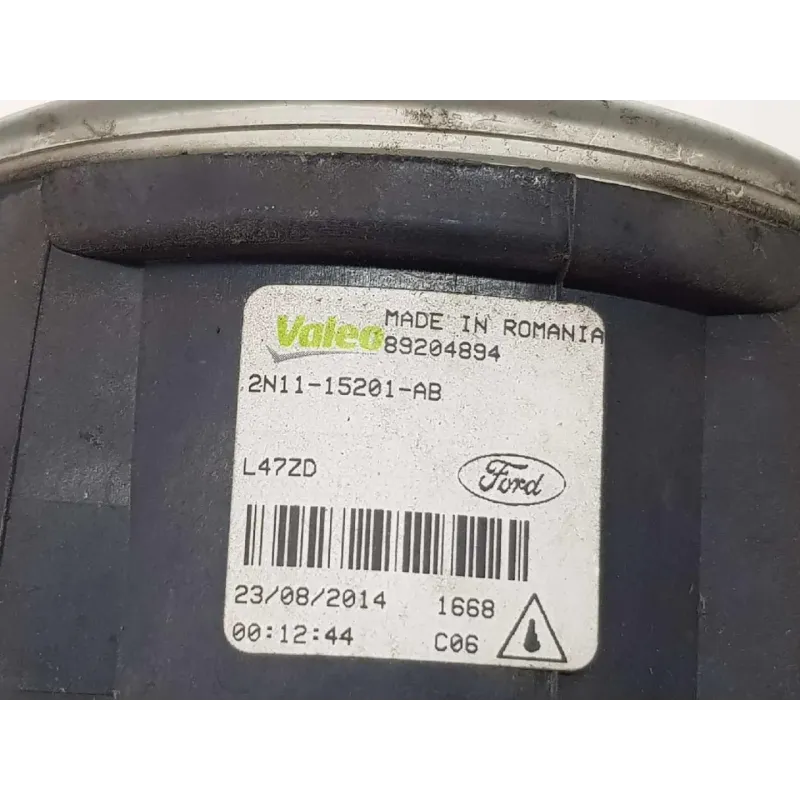 Valeo MADE IN ROMANIA
89204894
2N11-15201-AB
L47ZD
Ford
23/08/2014 1668
00:12:44 C06